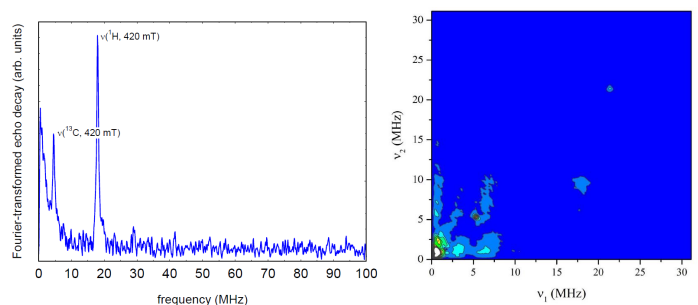 Fourier-transformed echo decay (arb. units)
ν(¹H, 420 mT)
ν(¹³C, 420 mT)
0 10 20 30 40 50 60 70 80 90 100
frequency (MHz)
30
25
20
15
10
5
0
ν₂ (MHz)
0 5 10 15 20 25 30
ν₁ (MHz)